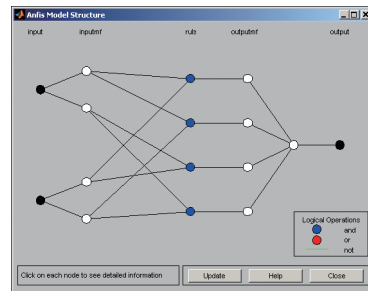 Anfis Model Structure
input inputmf rule outputmf output
Logical Operations
and
or
not
Click on each node to see detailed information
Update Help Close